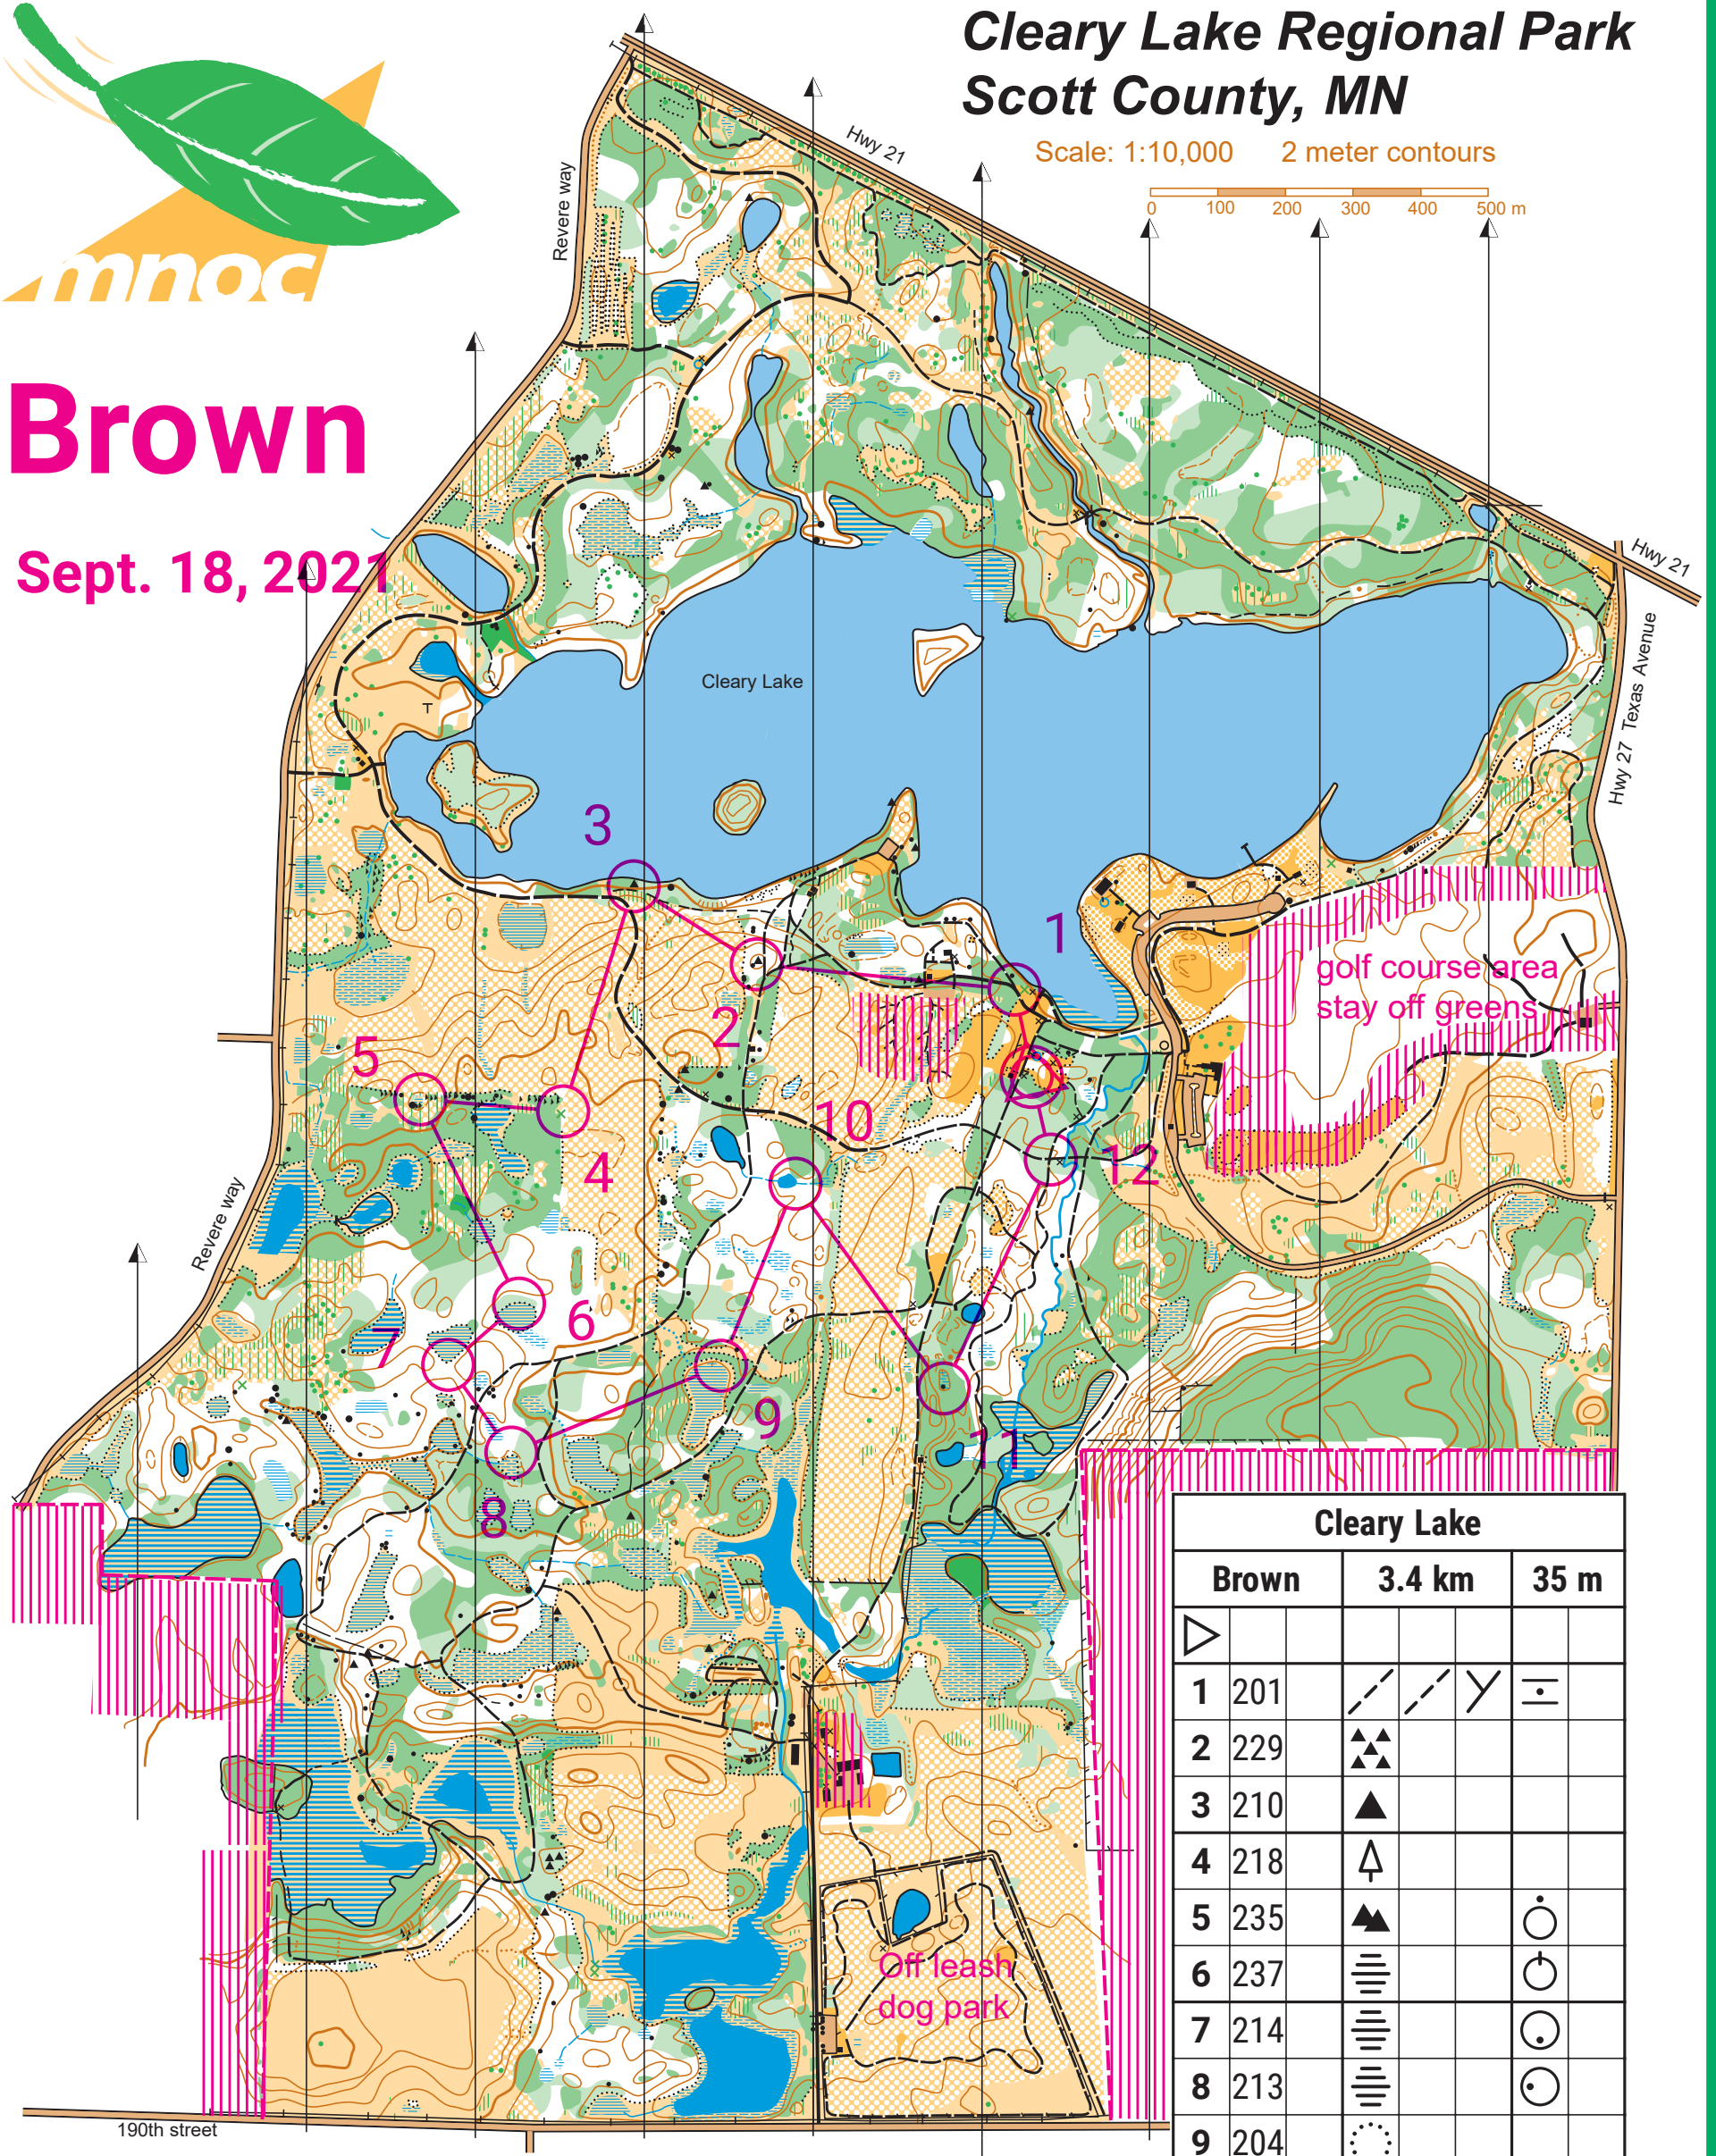 Cleary Lake Regional Park
Scott County, MN
Scale: 1:10,000 2 meter contours
0 100 200 300 400 500 m
mnoc
Brown
Sept. 18, 2021
Hwy 21
Revere way
Hwy 21
Hwy 27 Texas Avenue
Cleary Lake
3
1
golf course area
stay off greens
2
5
10
4
12
Revere way
6
7
9
11
8
Off leash
dog park
190th street
Cleary Lake
Brown 3.4 km 35 m
1 201
2 229
3 210
4 218
5 235
6 237
7 214
8 213
9 204